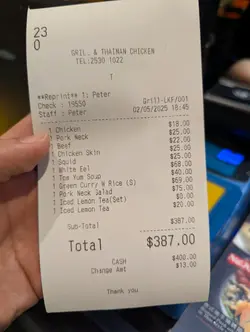 23
0
GRIL. & THAINAN CHICKEN
TEL:2530 1022
**Reprint** 1: Peter
Check : 19550 Grill-LKF/001
Staff : Peter 02/05/2025 18:45
1 Chicken $18.00
1 Pork Neck $25.00
1 Beef $22.00
1 Chicken Skin $25.00
1 Squid $25.00
1 White Eel $68.00
1 Tom Yum Soup $40.00
1 Green Curry W Rice (S) $69.00
1 Pork Neck Salad $75.00
1 Iced Lemon Tea(Set) $0.00
1 Iced Lemon Tea $20.00
Sub-Total $387.00
Total $387.00
CASH $400.00
Change Amt $13.00
Thank you